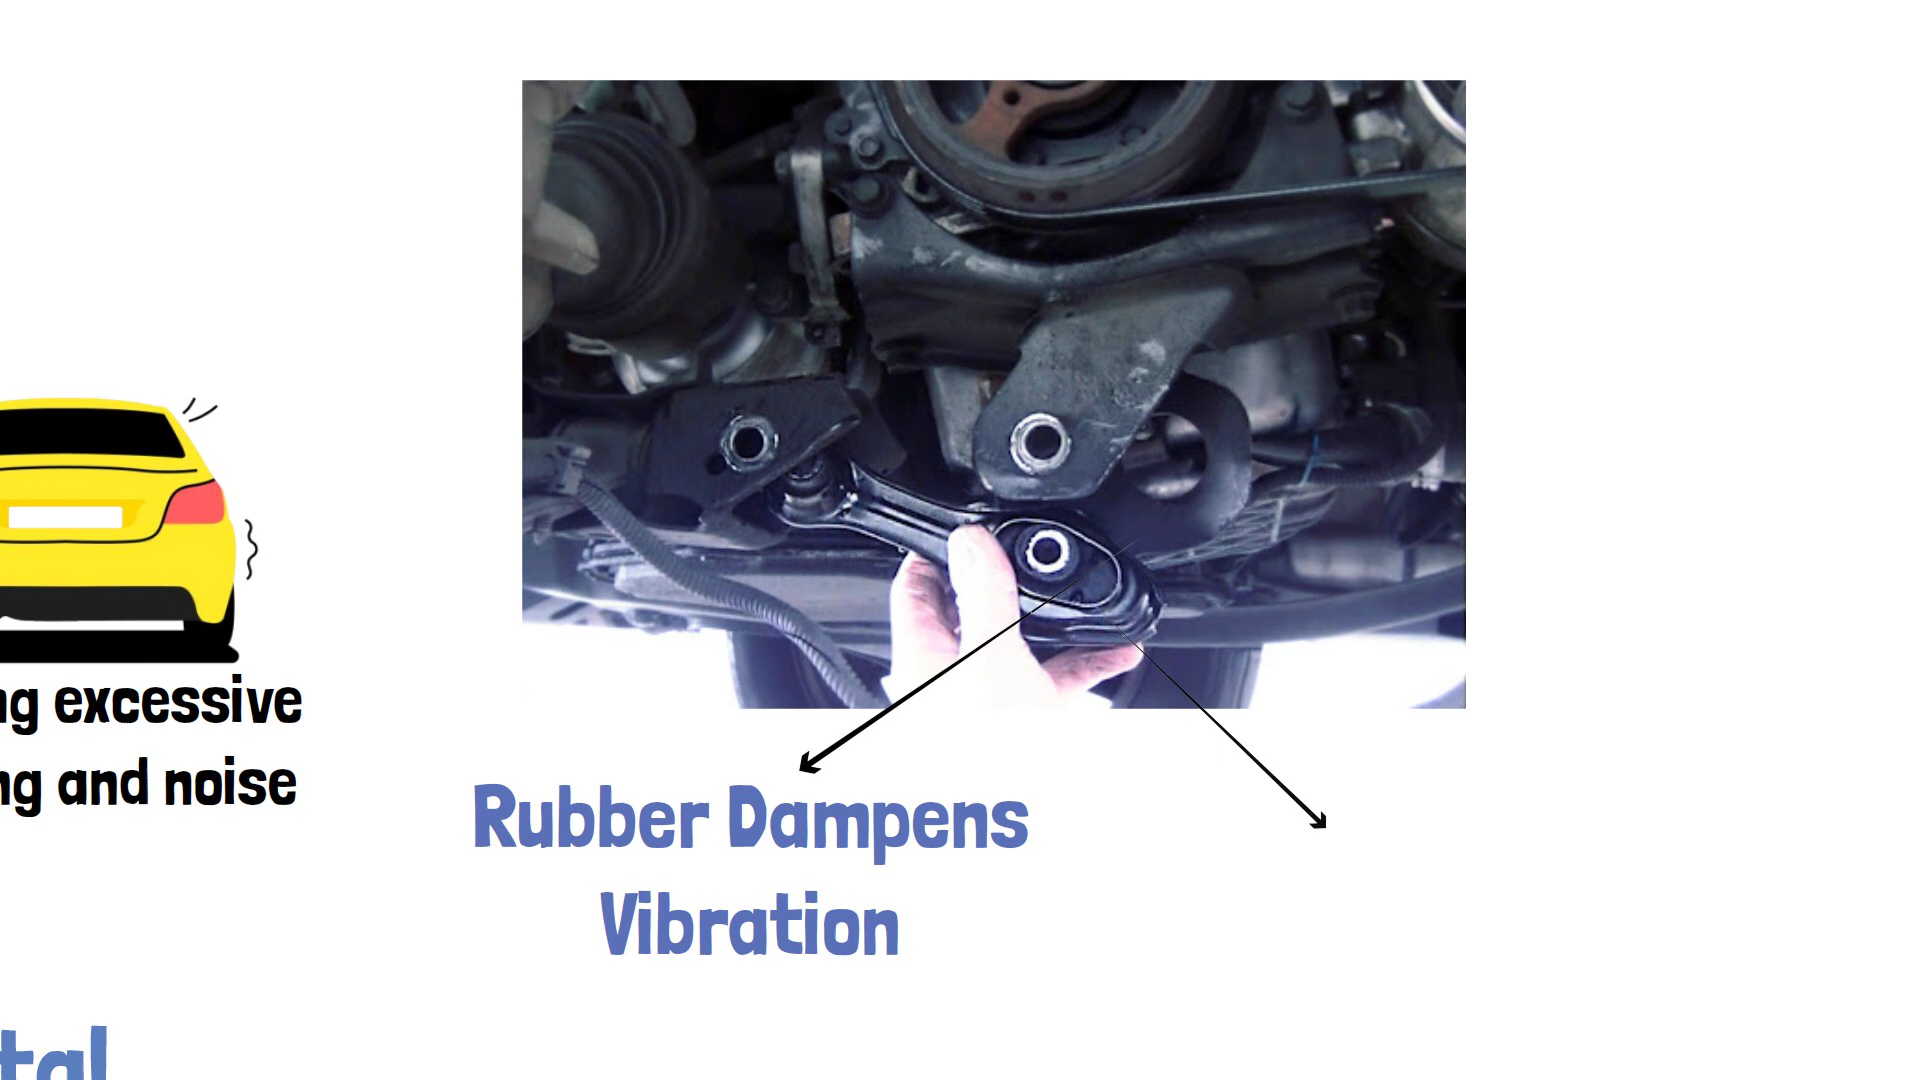 excessive
and noise
Rubber Dampens
Vibration